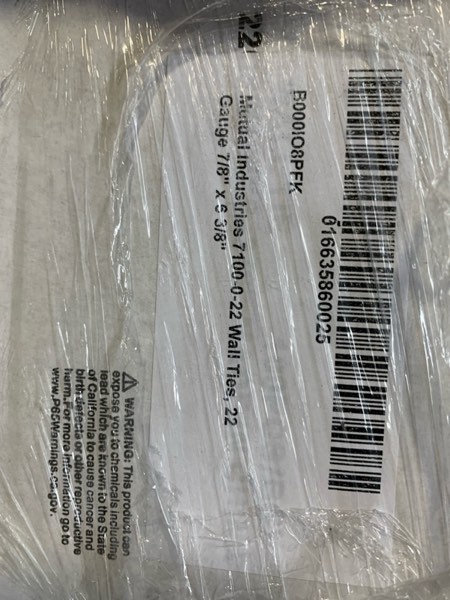 016635860025
B000IO8PFK
Mutual Industries 7100-0-22 Wall Ties, 22
Gauge 7/8" x 6 3/8"
22
⚠ WARNING: This product can
expose you to chemicals including
lead which are known to the State
of California to cause cancer and
birth defects or other reproductive
harm. For more information go to
www.P65Warnings.ca.gov.